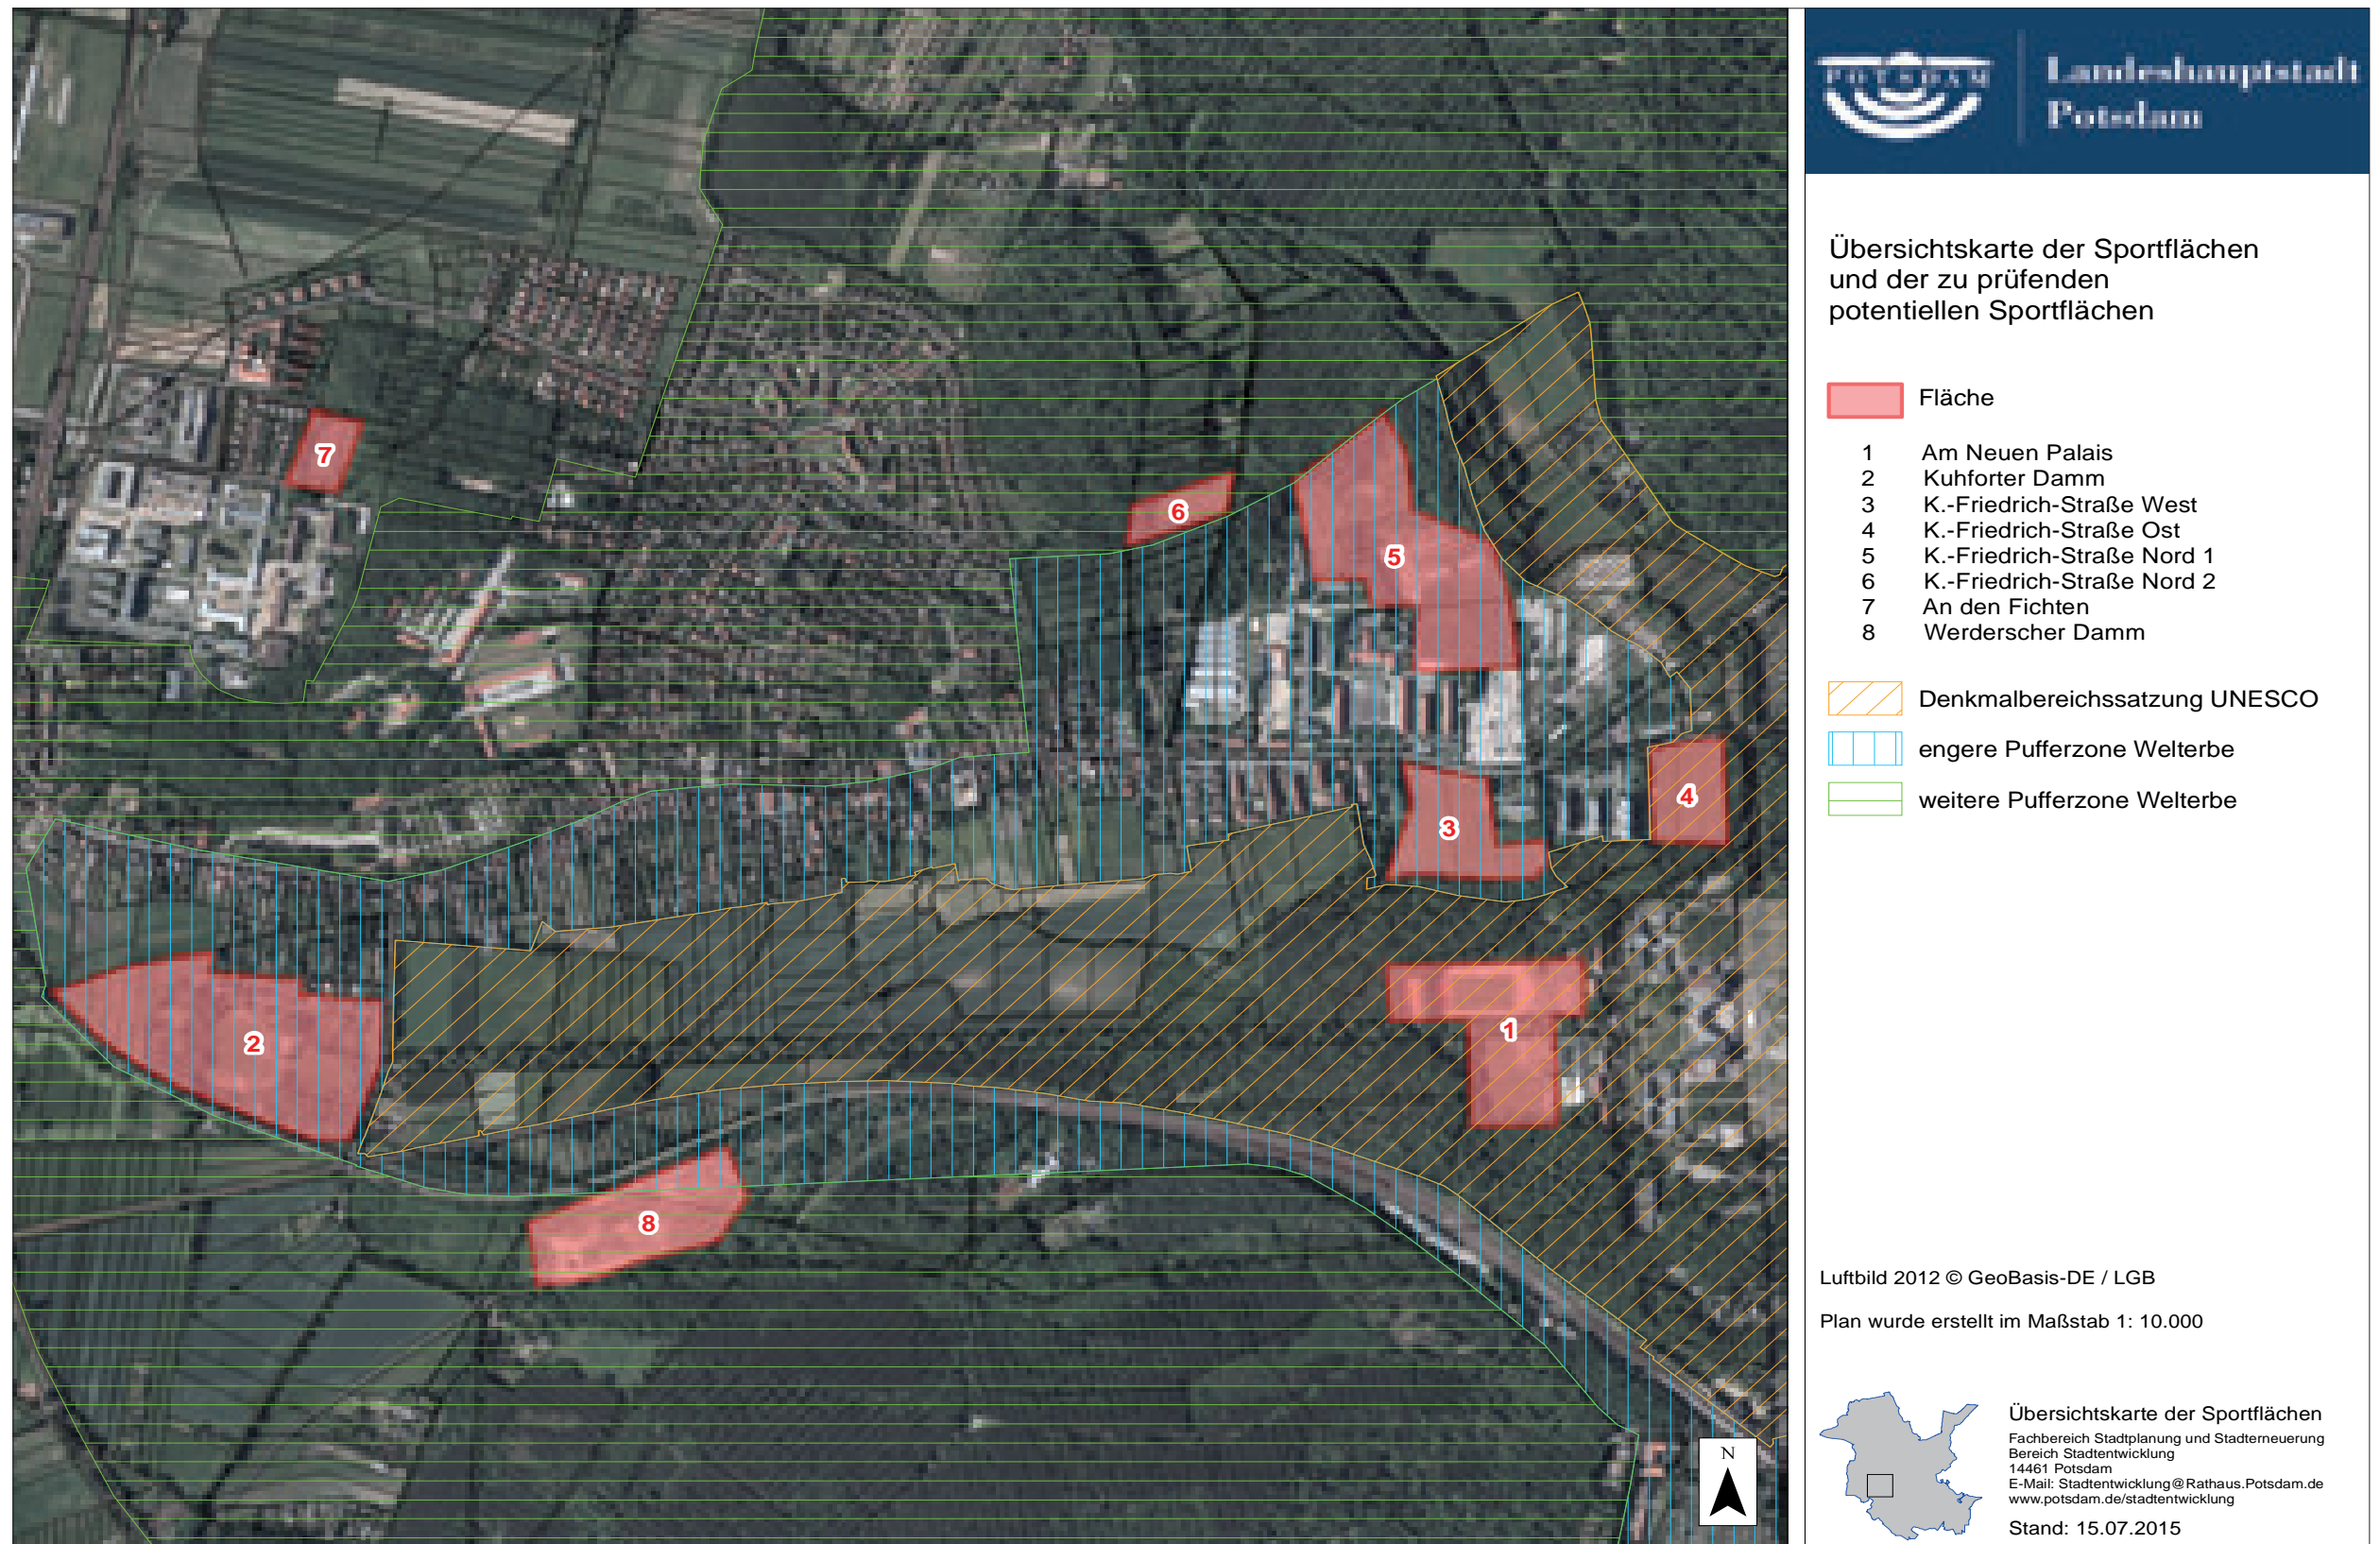 POTSDAM
Landeshauptstadt
Potsdam
Übersichtskarte der Sportflächen
und der zu prüfenden
potentiellen Sportflächen
Fläche
1 Am Neuen Palais
2 Kuhforter Damm
3 K.-Friedrich-Straße West
4 K.-Friedrich-Straße Ost
5 K.-Friedrich-Straße Nord 1
6 K.-Friedrich-Straße Nord 2
7 An den Fichten
8 Werderscher Damm
Denkmalbereichssatzung UNESCO
engere Pufferzone Welterbe
weitere Pufferzone Welterbe
Luftbild 2012 © GeoBasis-DE / LGB
Plan wurde erstellt im Maßstab 1: 10.000
Übersichtskarte der Sportflächen
Fachbereich Stadtplanung und Stadterneuerung
Bereich Stadtentwicklung
14461 Potsdam
E-Mail: Stadtentwicklung@Rathaus.Potsdam.de
www.potsdam.de/stadtentwicklung
Stand: 15.07.2015
7
6
5
4
3
1
2
8
N